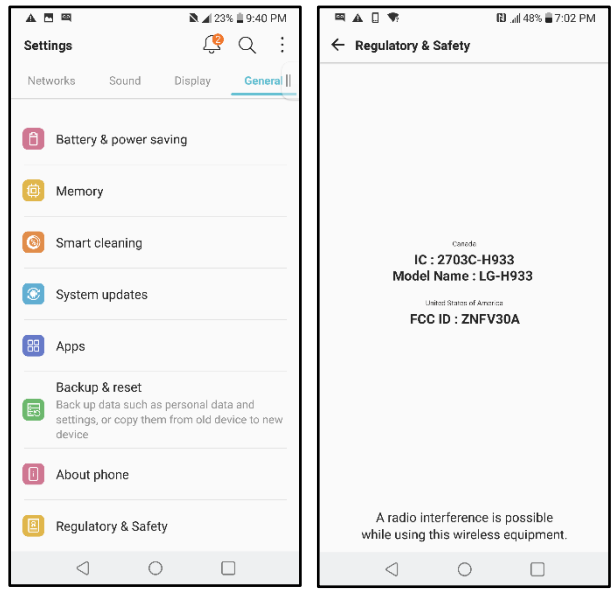 23% 9:40 PM
Settings
2
Networks Sound Display General
Battery & power saving
Memory
Smart cleaning
System updates
Apps
Backup & reset
Back up data such as personal data and
settings, or copy them from old device to new
device
About phone
Regulatory & Safety
48% 7:02 PM
Regulatory & Safety
Canada
IC : 2703C-H933
Model Name : LG-H933
United States of America
FCC ID : ZNFV30A
A radio interference is possible
while using this wireless equipment.